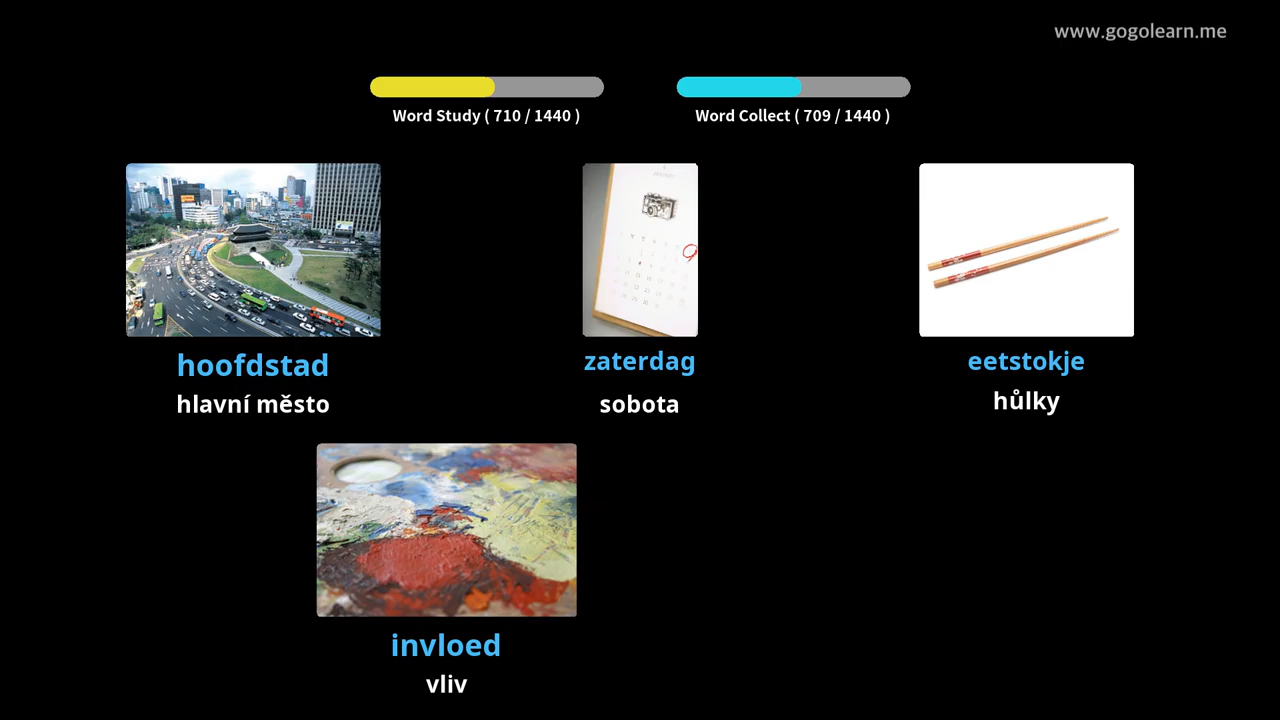 www.gogolearn.me
Word Study ( 710 / 1440 )
Word Collect ( 709 / 1440 )
hoofdstad
hlavní město
zaterdag
sobota
eetstokje
hůlky
invloed
vliv